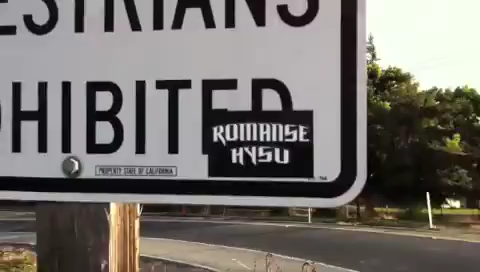 ESTRIANS
OHIBITED
ROMANSE
HYSU
PROPERTY STATE OF CALIFORNIA